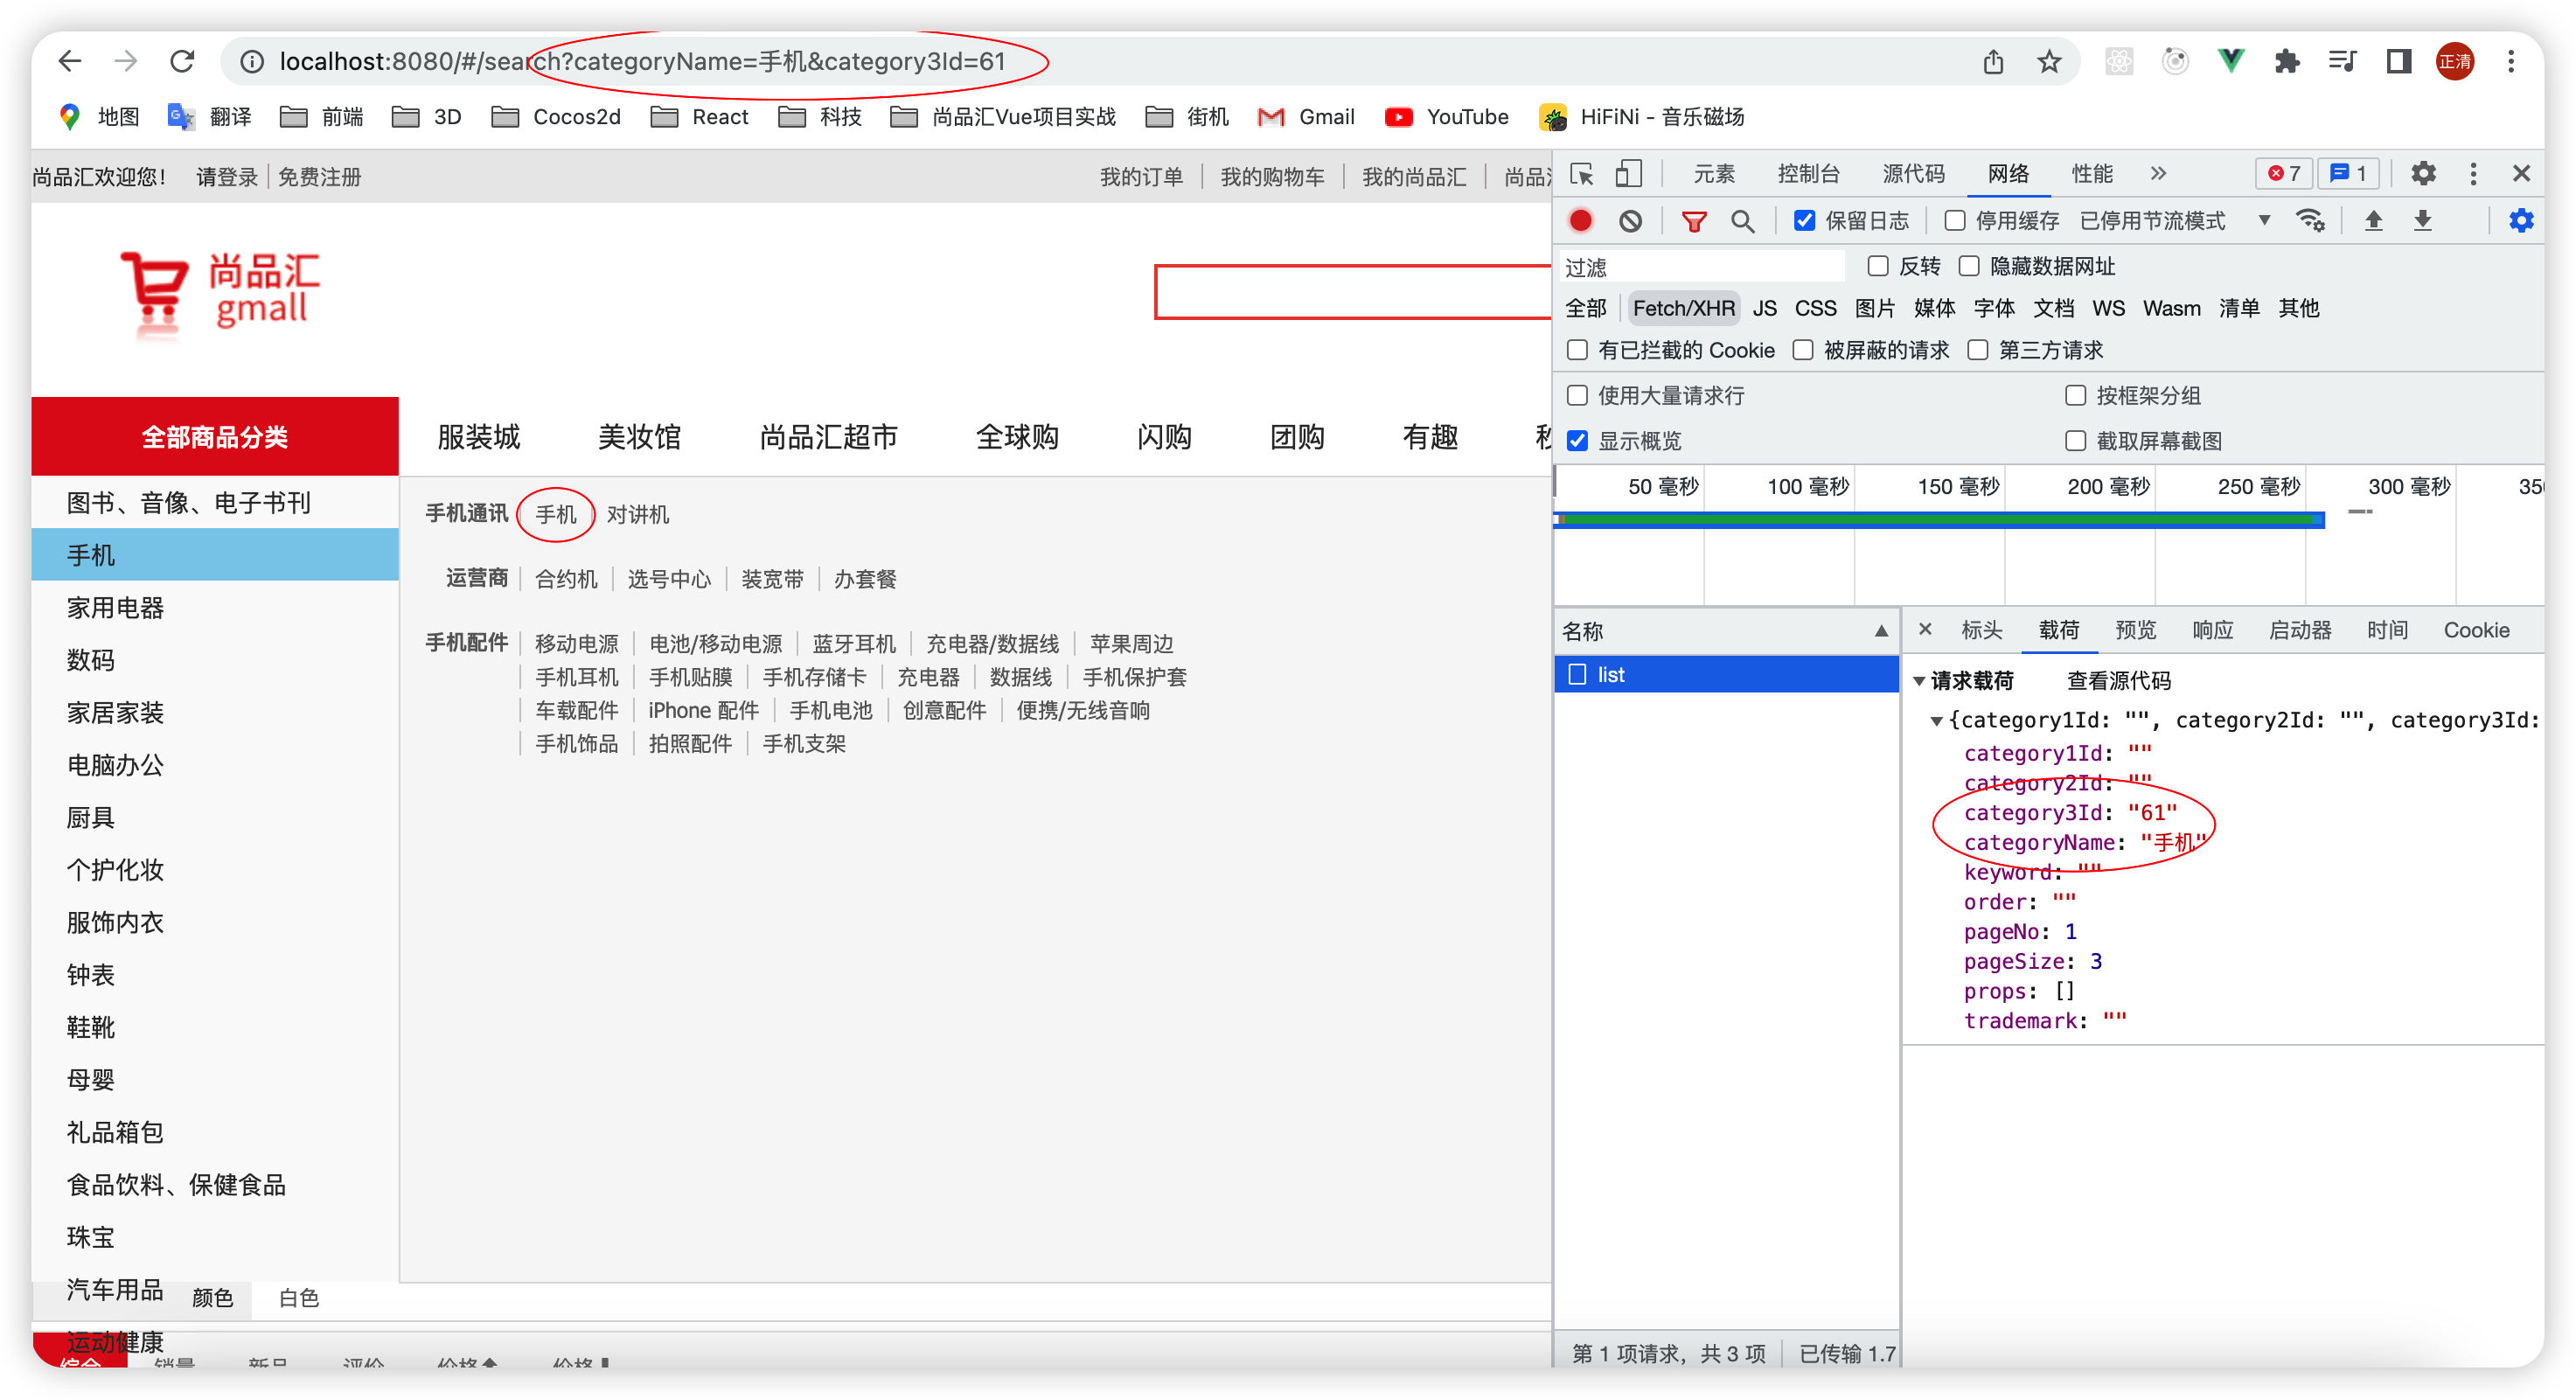 localhost:8080/#/search?categoryName=手机&category3Id=61
正清
地图 翻译 前端 3D Cocos2d React 科技 尚品汇Vue项目实战 街机 Gmail YouTube HiFiNi - 音乐磁场
尚品汇欢迎您! 请登录 免费注册 我的订单 我的购物车 我的尚品汇 尚品汇
尚品汇
gmall
全部商品分类 服装城 美妆馆 尚品汇超市 全球购 闪购 团购 有趣 秒
图书、音像、电子书刊
手机
家用电器
数码
家居家装
电脑办公
厨具
个护化妆
服饰内衣
钟表
鞋靴
母婴
礼品箱包
食品饮料、保健食品
珠宝
汽车用品
运动健康
手机通讯 手机 对讲机
运营商 合约机 选号中心 装宽带 办套餐
手机配件 移动电源 电池/移动电源 蓝牙耳机 充电器/数据线 苹果周边
手机耳机 手机贴膜 手机存储卡 充电器 数据线 手机保护套
车载配件 iPhone 配件 手机电池 创意配件 便携/无线音响
手机饰品 拍照配件 手机支架
颜色 白色
综合 销量 新品 评价 价格⬆ 价格⬇
元素 控制台 源代码 网络 性能 7 1
保留日志 停用缓存 已停用节流模式
过滤 反转 隐藏数据网址
全部 Fetch/XHR JS CSS 图片 媒体 字体 文档 WS Wasm 清单 其他
有已拦截的 Cookie 被屏蔽的请求 第三方请求
使用大量请求行 按框架分组
显示概览 截取屏幕截图
50 毫秒 100 毫秒 150 毫秒 200 毫秒 250 毫秒 300 毫秒 35
名称
list
标头 载荷 预览 响应 启动器 时间 Cookie
请求载荷 查看源代码
{category1Id: "", category2Id: "", category3Id:
category1Id: ""
category2Id: ""
category3Id: "61"
categoryName: "手机"
keyword: ""
order: ""
pageNo: 1
pageSize: 3
props: []
trademark: ""
第 1 项请求，共 3 项 已传输 1.7